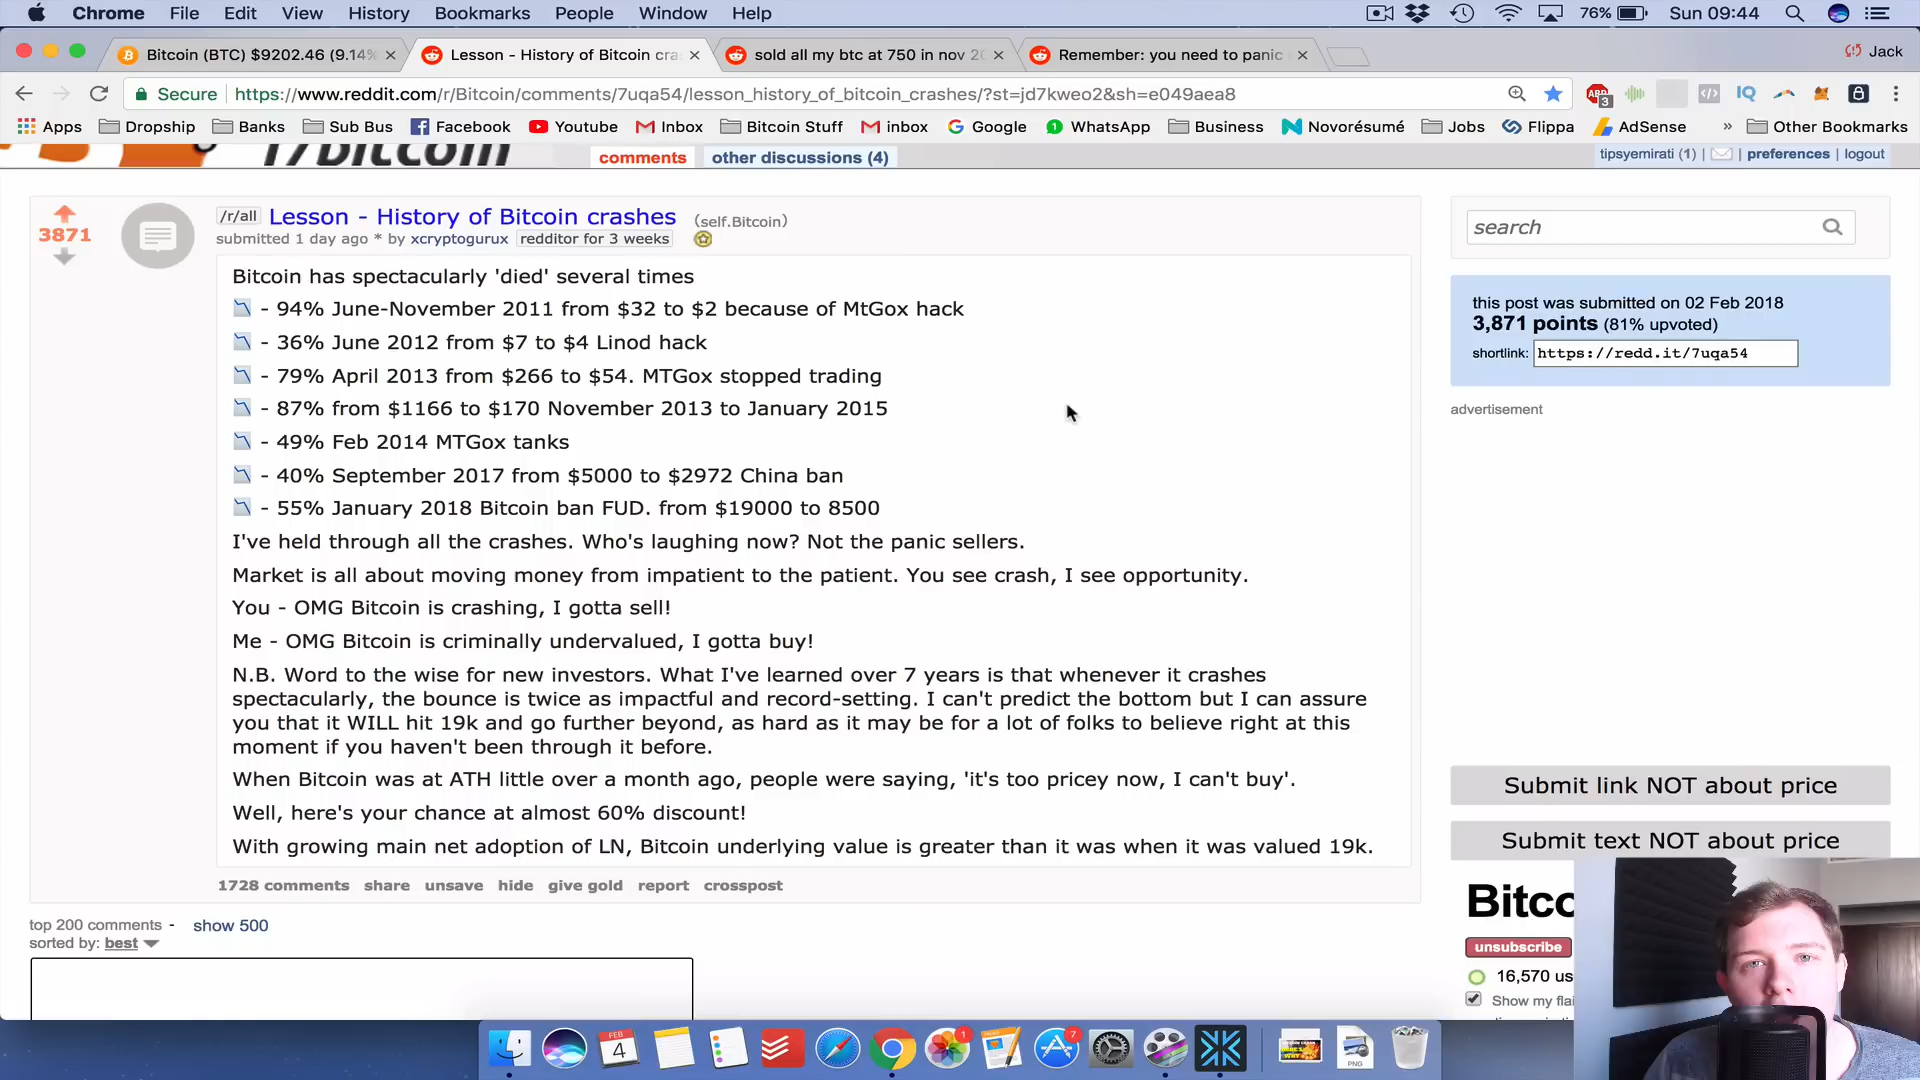 Chrome File Edit View History Bookmarks People Window Help 76% Sun 09:44
Bitcoin (BTC) $9202.46 (9.14% Lesson - History of Bitcoin cra sold all my btc at 750 in nov 20 Remember: you need to panic Jack
Secure https://www.reddit.com/r/Bitcoin/comments/7uqa54/lesson_history_of_bitcoin_crashes/?st=jd7kweo2&sh=e049aea8 ABP 3 IQ
Apps Dropship Banks Sub Bus Facebook Youtube Inbox Bitcoin Stuff inbox Google WhatsApp Business Novorésumé Jobs Flippa AdSense » Other Bookmarks
r/bitcoin comments other discussions (4) tipsyemirati (1) | | preferences | logout
3871
/r/all Lesson - History of Bitcoin crashes (self.Bitcoin)
submitted 1 day ago * by xcryptogurux redditor for 3 weeks
Bitcoin has spectacularly 'died' several times
- 94% June-November 2011 from $32 to $2 because of MtGox hack
- 36% June 2012 from $7 to $4 Linod hack
- 79% April 2013 from $266 to $54. MTGox stopped trading
- 87% from $1166 to $170 November 2013 to January 2015
- 49% Feb 2014 MTGox tanks
- 40% September 2017 from $5000 to $2972 China ban
- 55% January 2018 Bitcoin ban FUD. from $19000 to 8500
I've held through all the crashes. Who's laughing now? Not the panic sellers.
Market is all about moving money from impatient to the patient. You see crash, I see opportunity.
You - OMG Bitcoin is crashing, I gotta sell!
Me - OMG Bitcoin is criminally undervalued, I gotta buy!
N.B. Word to the wise for new investors. What I've learned over 7 years is that whenever it crashes
spectacularly, the bounce is twice as impactful and record-setting. I can't predict the bottom but I can assure
you that it WILL hit 19k and go further beyond, as hard as it may be for a lot of folks to believe right at this
moment if you haven't been through it before.
When Bitcoin was at ATH little over a month ago, people were saying, 'it's too pricey now, I can't buy'.
Well, here's your chance at almost 60% discount!
With growing main net adoption of LN, Bitcoin underlying value is greater than it was when it was valued 19k.
1728 comments share unsave hide give gold report crosspost
top 200 comments - show 500
sorted by: best
search
this post was submitted on 02 Feb 2018
3,871 points (81% upvoted)
shortlink: https://redd.it/7uqa54
advertisement
Submit link NOT about price
Submit text NOT about price
Bitco
unsubscribe
16,570 us
Show my flai
FEB
4
1
7
PNG